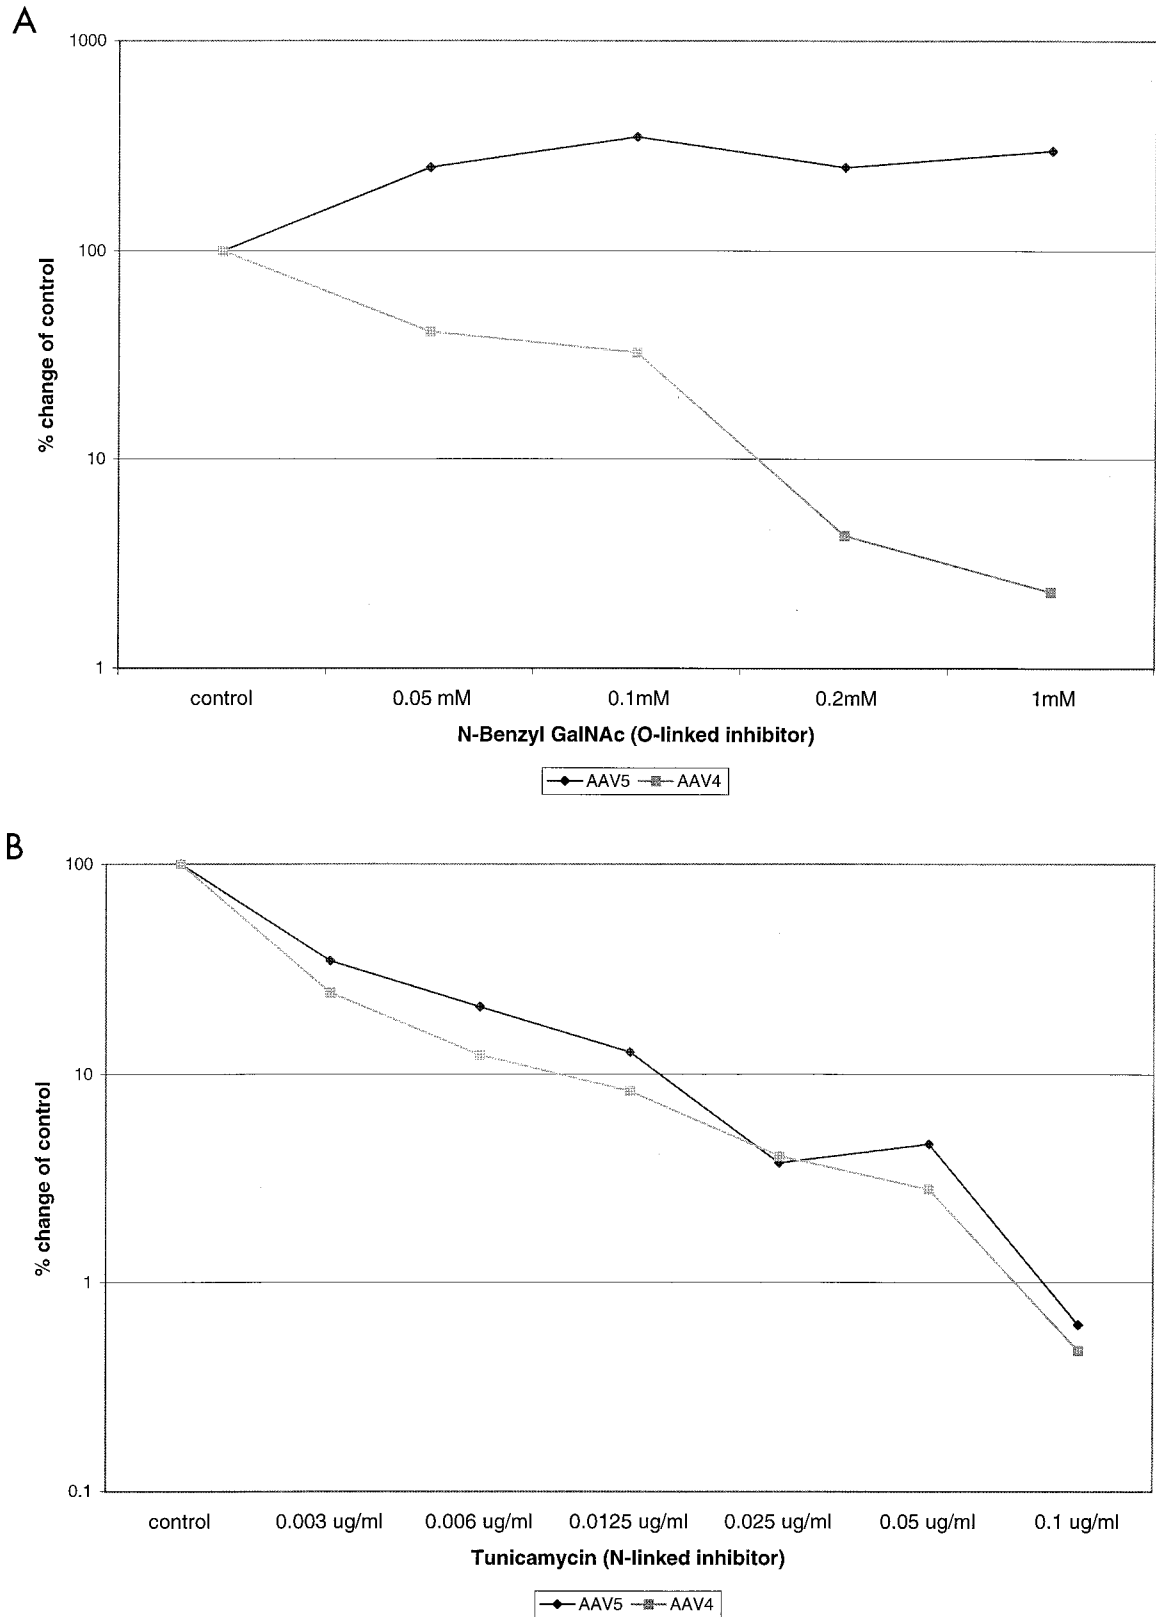 A
1000
100
10
1
% change of control
control 0.05 mM 0.1mM 0.2mM 1mM
N-Benzyl GalNAc (O-linked inhibitor)
AAV5 AAV4
B
100
10
1
0.1
% change of control
control 0.003 ug/ml 0.006 ug/ml 0.0125 ug/ml 0.025 ug/ml 0.05 ug/ml 0.1 ug/ml
Tunicamycin (N-linked inhibitor)
AAV5 AAV4